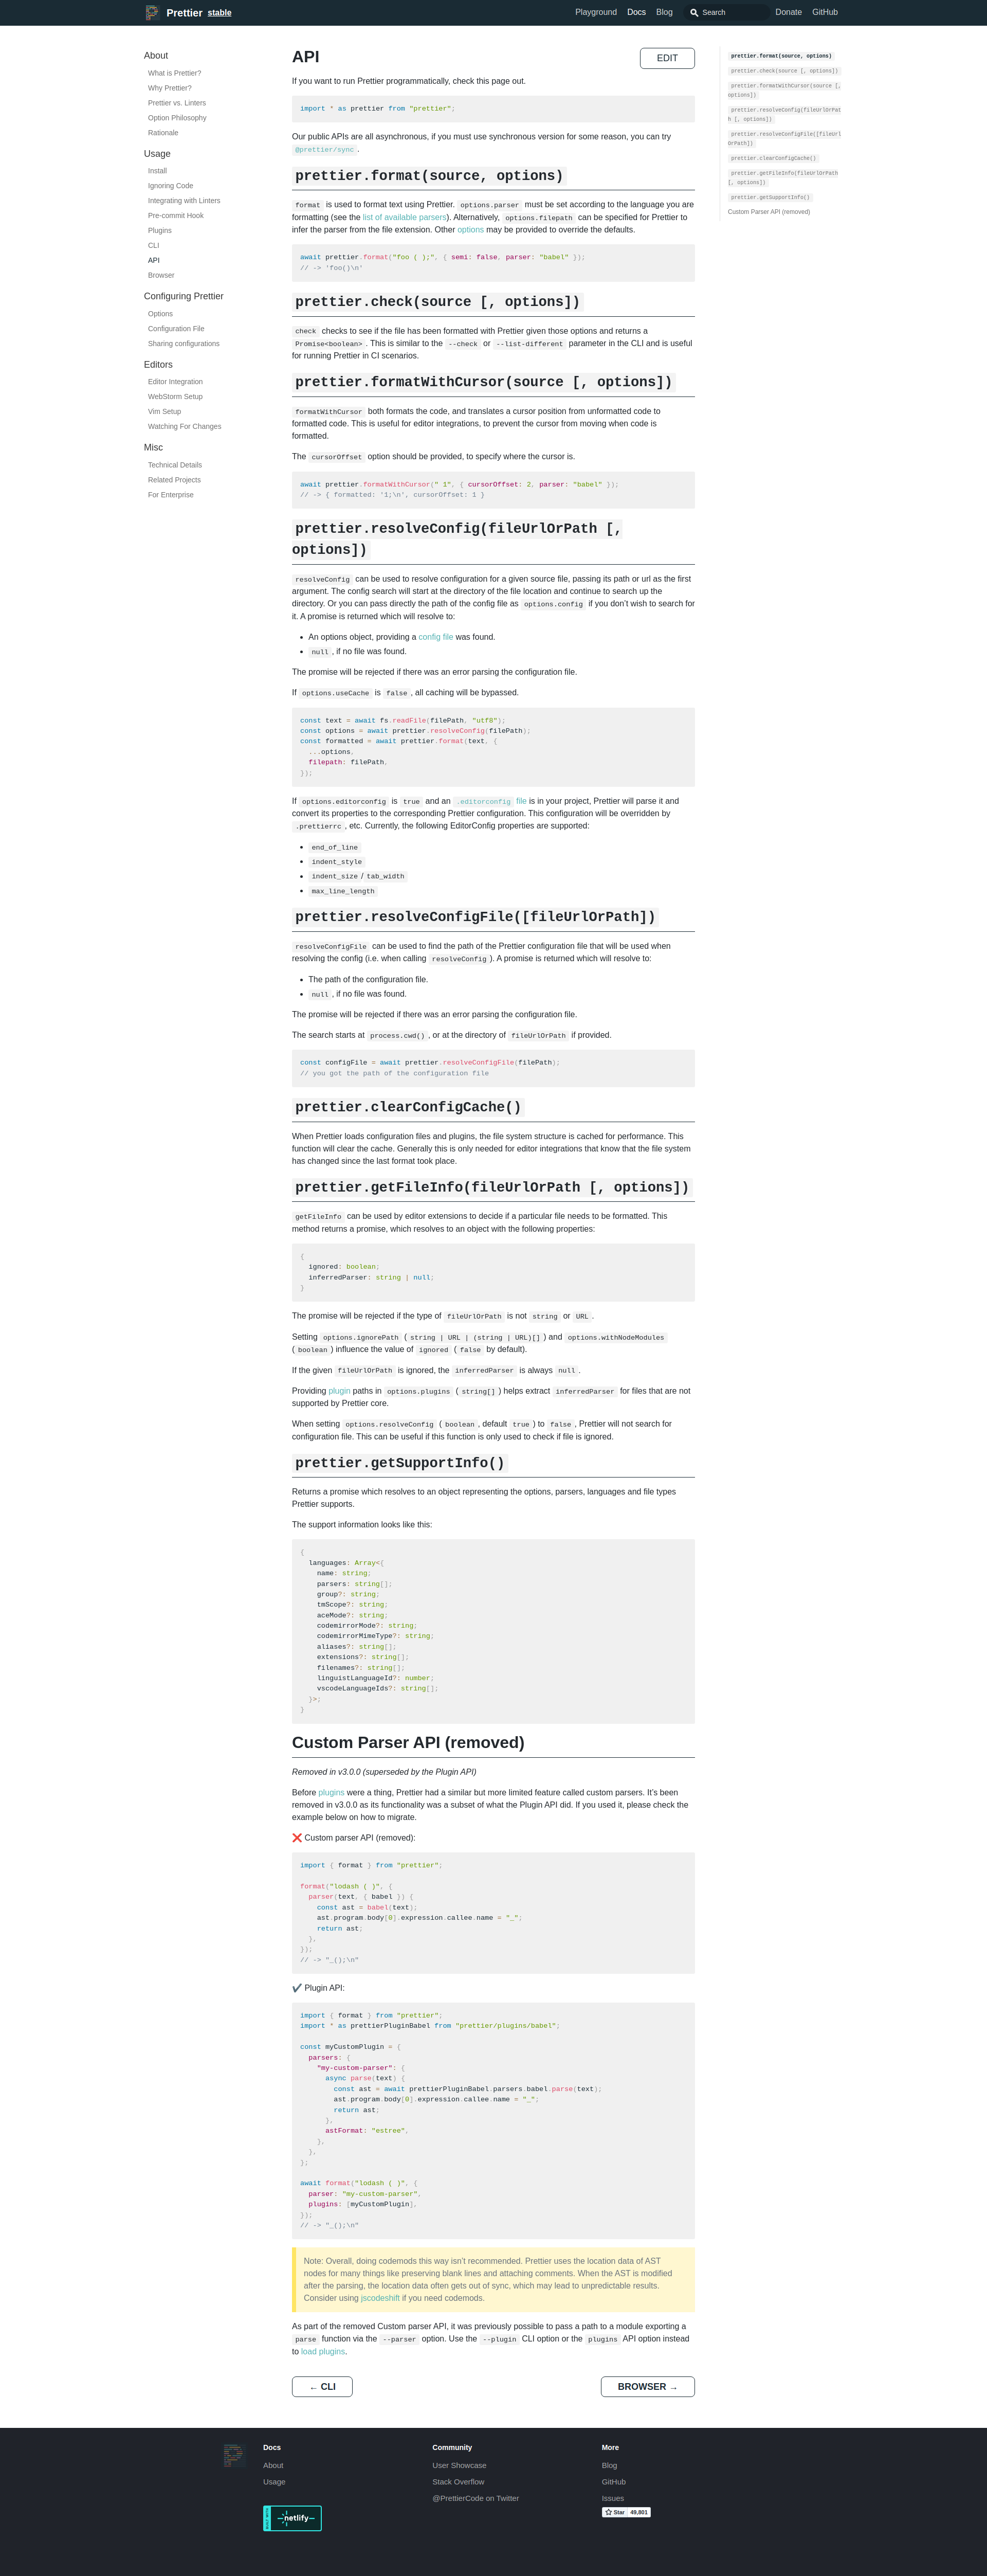 Prettier stable
Playground Docs Blog Search Donate GitHub
About
What is Prettier?
Why Prettier?
Prettier vs. Linters
Option Philosophy
Rationale
Usage
Install
Ignoring Code
Integrating with Linters
Pre-commit Hook
Plugins
CLI
API
Browser
Configuring Prettier
Options
Configuration File
Sharing configurations
Editors
Editor Integration
WebStorm Setup
Vim Setup
Watching For Changes
Misc
Technical Details
Related Projects
For Enterprise
API
EDIT
If you want to run Prettier programmatically, check this page out.
import * as prettier from "prettier";
Our public APIs are all asynchronous, if you must use synchronous version for some reason, you can try
@prettier/sync.
prettier.format(source, options)
format is used to format text using Prettier. options.parser must be set according to the language you are
formatting (see the list of available parsers). Alternatively, options.filepath can be specified for Prettier to
infer the parser from the file extension. Other options may be provided to override the defaults.
await prettier.format("foo ( );", { semi: false, parser: "babel" });
// -> 'foo()\n'
prettier.check(source [, options])
check checks to see if the file has been formatted with Prettier given those options and returns a
Promise<boolean>. This is similar to the --check or --list-different parameter in the CLI and is useful
for running Prettier in CI scenarios.
prettier.formatWithCursor(source [, options])
formatWithCursor both formats the code, and translates a cursor position from unformatted code to
formatted code. This is useful for editor integrations, to prevent the cursor from moving when code is
formatted.
The cursorOffset option should be provided, to specify where the cursor is.
await prettier.formatWithCursor(" 1", { cursorOffset: 2, parser: "babel" });
// -> { formatted: '1;\n', cursorOffset: 1 }
prettier.resolveConfig(fileUrlOrPath [,
options])
resolveConfig can be used to resolve configuration for a given source file, passing its path or url as the first
argument. The config search will start at the directory of the file location and continue to search up the
directory. Or you can pass directly the path of the config file as options.config if you don’t wish to search for
it. A promise is returned which will resolve to:
• An options object, providing a config file was found.
• null, if no file was found.
The promise will be rejected if there was an error parsing the configuration file.
If options.useCache is false, all caching will be bypassed.
const text = await fs.readFile(filePath, "utf8");
const options = await prettier.resolveConfig(filePath);
const formatted = await prettier.format(text, {
  ...options,
  filepath: filePath,
});
If options.editorconfig is true and an .editorconfig file is in your project, Prettier will parse it and
convert its properties to the corresponding Prettier configuration. This configuration will be overridden by
.prettierrc, etc. Currently, the following EditorConfig properties are supported:
• end_of_line
• indent_style
• indent_size/tab_width
• max_line_length
prettier.resolveConfigFile([fileUrlOrPath])
resolveConfigFile can be used to find the path of the Prettier configuration file that will be used when
resolving the config (i.e. when calling resolveConfig). A promise is returned which will resolve to:
• The path of the configuration file.
• null, if no file was found.
The promise will be rejected if there was an error parsing the configuration file.
The search starts at process.cwd(), or at the directory of fileUrlOrPath if provided.
const configFile = await prettier.resolveConfigFile(filePath);
// you got the path of the configuration file
prettier.clearConfigCache()
When Prettier loads configuration files and plugins, the file system structure is cached for performance. This
function will clear the cache. Generally this is only needed for editor integrations that know that the file system
has changed since the last format took place.
prettier.getFileInfo(fileUrlOrPath [, options])
getFileInfo can be used by editor extensions to decide if a particular file needs to be formatted. This
method returns a promise, which resolves to an object with the following properties:
{
  ignored: boolean;
  inferredParser: string | null;
}
The promise will be rejected if the type of fileUrlOrPath is not string or URL.
Setting options.ignorePath (string | URL | (string | URL)[]) and options.withNodeModules
(boolean) influence the value of ignored (false by default).
If the given fileUrlOrPath is ignored, the inferredParser is always null.
Providing plugin paths in options.plugins (string[]) helps extract inferredParser for files that are not
supported by Prettier core.
When setting options.resolveConfig (boolean, default true) to false, Prettier will not search for
configuration file. This can be useful if this function is only used to check if file is ignored.
prettier.getSupportInfo()
Returns a promise which resolves to an object representing the options, parsers, languages and file types
Prettier supports.
The support information looks like this:
{
  languages: Array<{
    name: string;
    parsers: string[];
    group?: string;
    tmScope?: string;
    aceMode?: string;
    codemirrorMode?: string;
    codemirrorMimeType?: string;
    aliases?: string[];
    extensions?: string[];
    filenames?: string[];
    linguistLanguageId?: number;
    vscodeLanguageIds?: string[];
  }>;
}
Custom Parser API (removed)
Removed in v3.0.0 (superseded by the Plugin API)
Before plugins were a thing, Prettier had a similar but more limited feature called custom parsers. It’s been
removed in v3.0.0 as its functionality was a subset of what the Plugin API did. If you used it, please check the
example below on how to migrate.
❌ Custom parser API (removed):
import { format } from "prettier";
format("lodash ( )", {
  parser(text, { babel }) {
    const ast = babel(text);
    ast.program.body[0].expression.callee.name = "_";
    return ast;
  },
});
// -> "_();\n"
✔️ Plugin API:
import { format } from "prettier";
import * as prettierPluginBabel from "prettier/plugins/babel";
const myCustomPlugin = {
  parsers: {
    "my-custom-parser": {
      async parse(text) {
        const ast = await prettierPluginBabel.parsers.babel.parse(text);
        ast.program.body[0].expression.callee.name = "_";
        return ast;
      },
      astFormat: "estree",
    },
  },
};
await format("lodash ( )", {
  parser: "my-custom-parser",
  plugins: [myCustomPlugin],
});
// -> "_();\n"
Note: Overall, doing codemods this way isn’t recommended. Prettier uses the location data of AST
nodes for many things like preserving blank lines and attaching comments. When the AST is modified
after the parsing, the location data often gets out of sync, which may lead to unpredictable results.
Consider using jscodeshift if you need codemods.
As part of the removed Custom parser API, it was previously possible to pass a path to a module exporting a
parse function via the --parser option. Use the --plugin CLI option or the plugins API option instead
to load plugins.
← CLI
BROWSER →
prettier.format(source, options)
prettier.check(source [, options])
prettier.formatWithCursor(source [,
options])
prettier.resolveConfig(fileUrlOrPat
h [, options])
prettier.resolveConfigFile([fileUrl
OrPath])
prettier.clearConfigCache()
prettier.getFileInfo(fileUrlOrPath
[, options])
prettier.getSupportInfo()
Custom Parser API (removed)
Docs
About
Usage
netlify
Community
User Showcase
Stack Overflow
@PrettierCode on Twitter
More
Blog
GitHub
Issues
Star 49,801